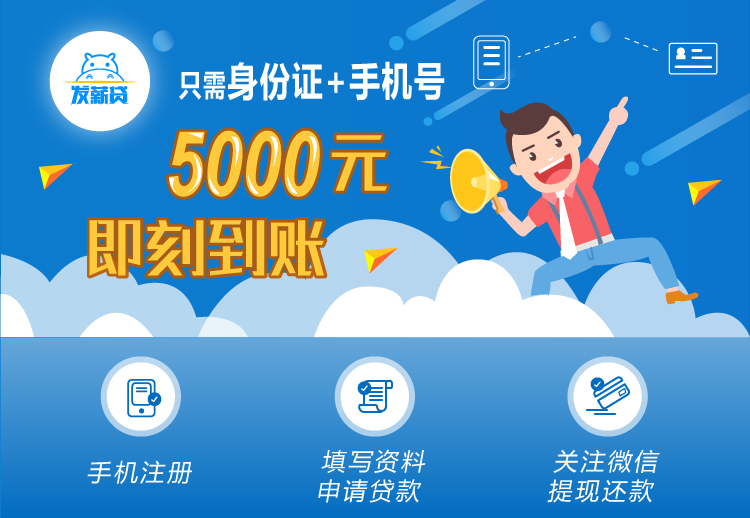 发薪贷
只需身份证+手机号
5000元
即刻到账
手机注册
填写资料
申请贷款
关注微信
提现还款